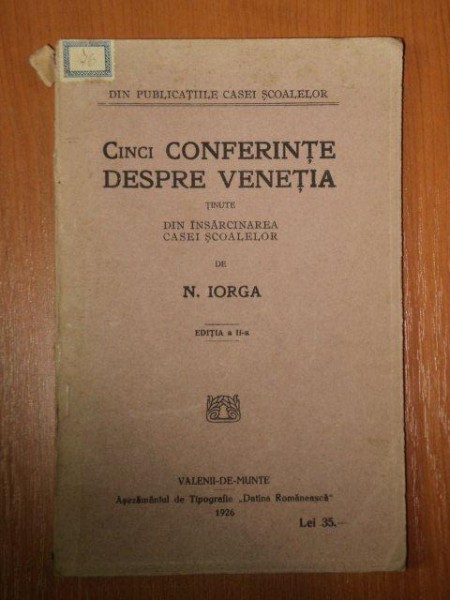 DIN PUBLICAȚIILE CASEI ȘCOALELOR
CINCI CONFERINȚE
DESPRE VENEȚIA
ȚINUTE
DIN ÎNSĂRCINAREA
CASEI ȘCOALELOR
DE
N. IORGA
EDIȚIA a II-a
VALENII-DE-MUNTE
Așezământul de Tipografie „Datina Românească“
1926
Lei 35.—